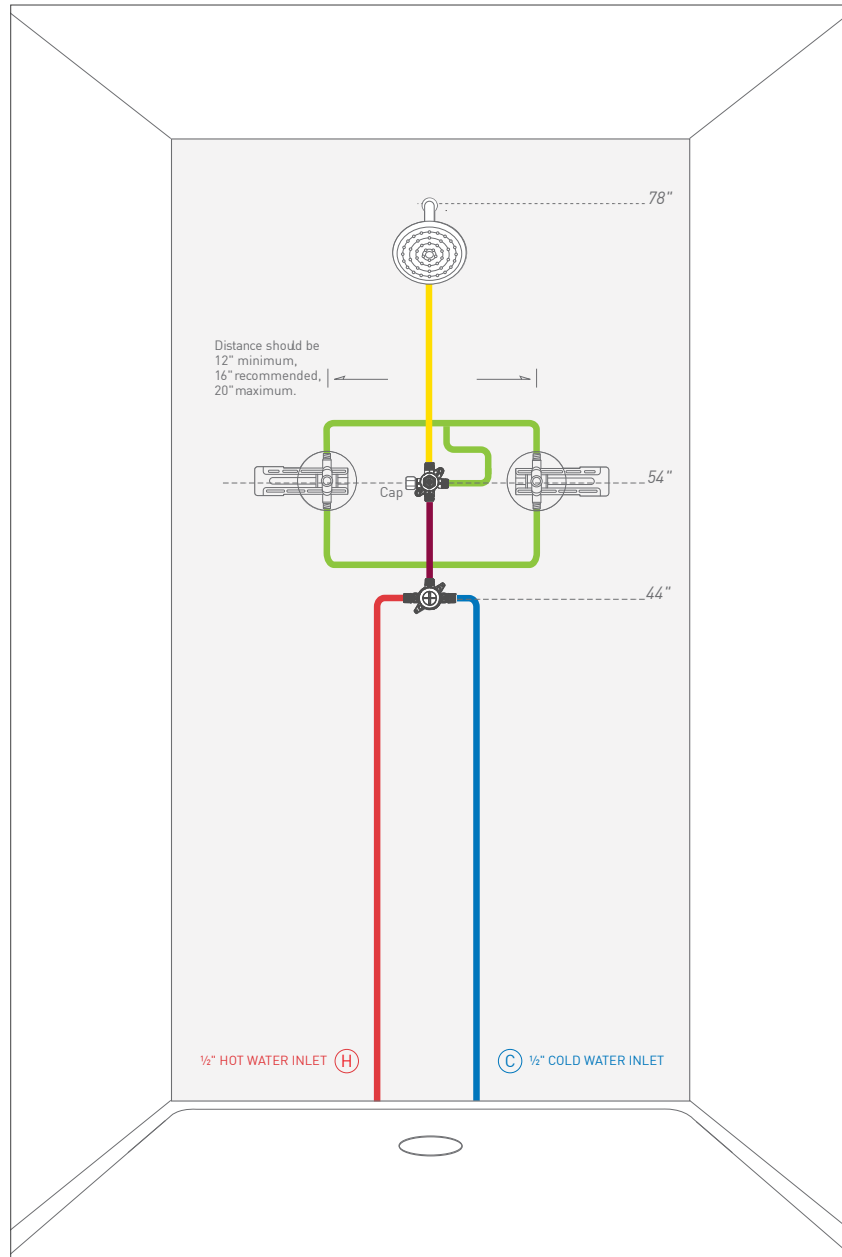 78"
Distance should be
12" minimum,
16" recommended,
20" maximum.
54"
Cap
44"
½" HOT WATER INLET H
C ½" COLD WATER INLET